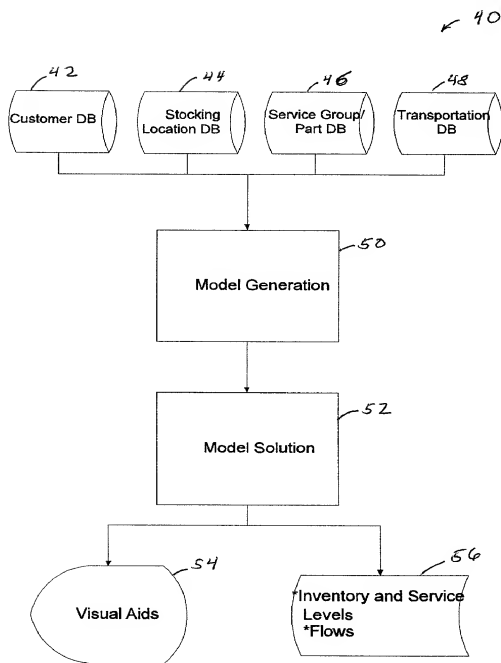 40
42
44
46
48
Customer DB
Stocking
Location DB
Service Group/
Part DB
Transportation
DB
50
Model Generation
52
Model Solution
54
Visual Aids
56
*Inventory and Service
Levels
*Flows